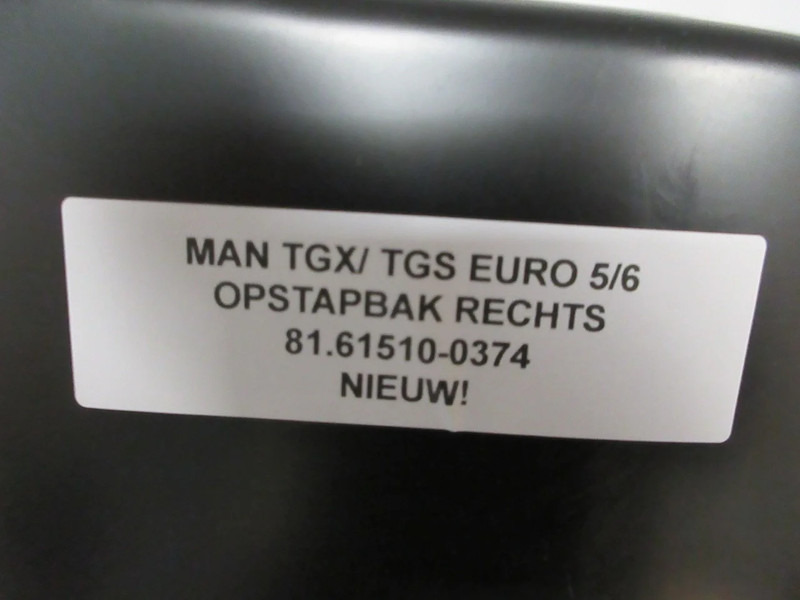 MAN TGX/ TGS EURO 5/6
OPSTAPBAK RECHTS
81.61510-0374
NIEUW!